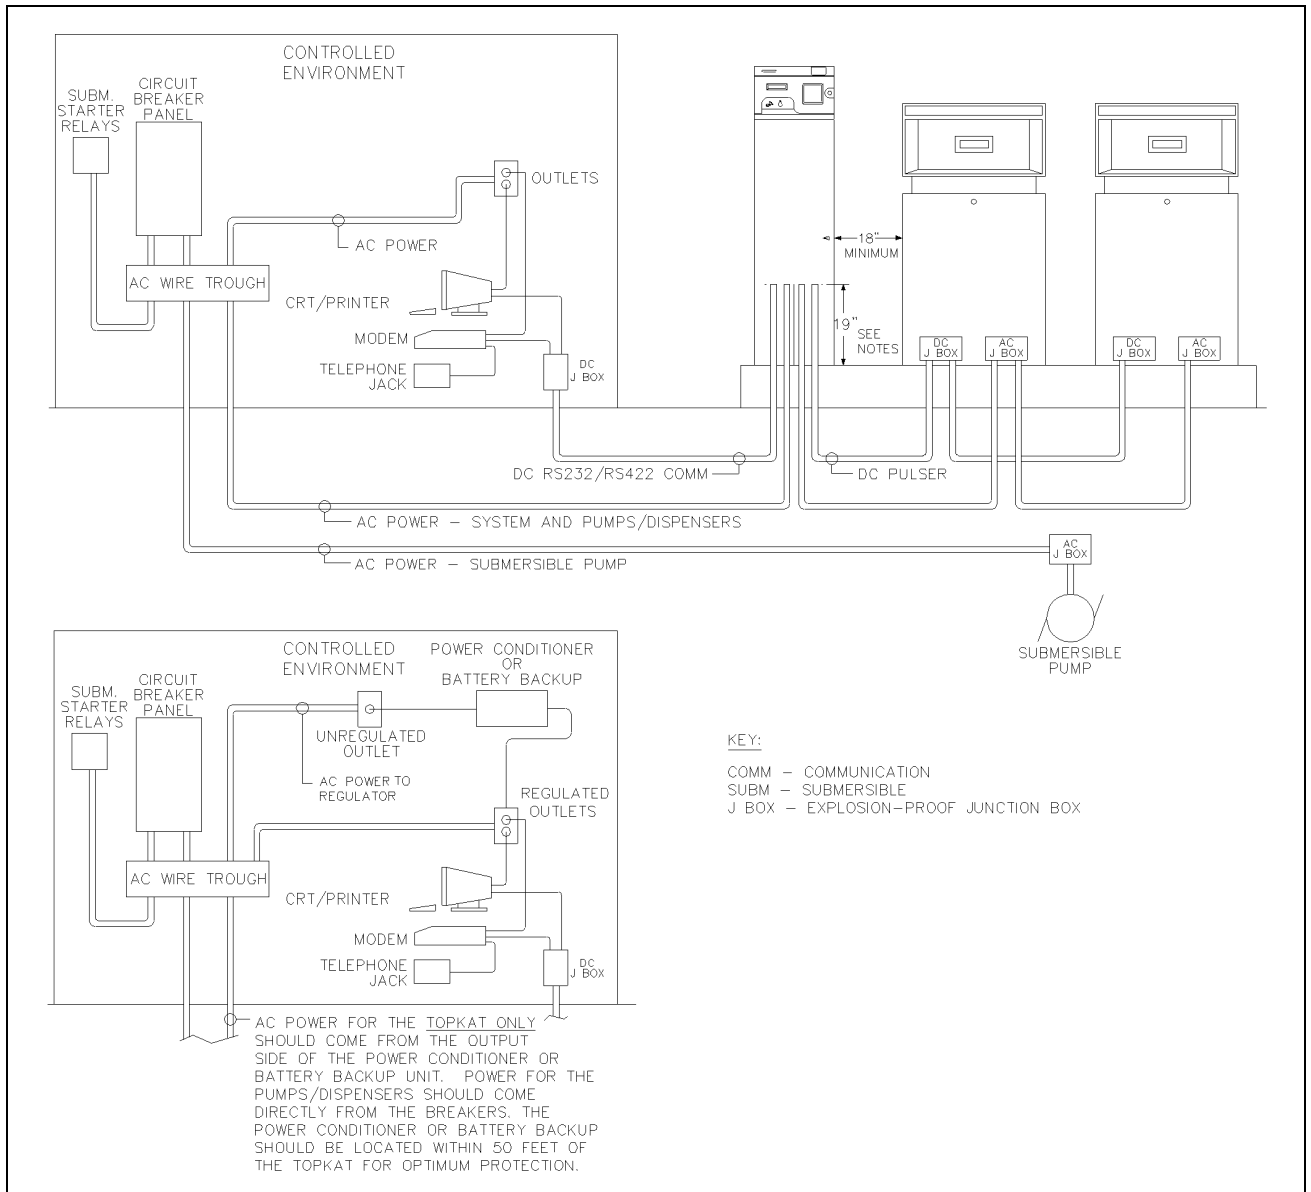 CONTROLLED
ENVIRONMENT
SUBM.
STARTER
RELAYS
CIRCUIT
BREAKER
PANEL
OUTLETS
AC POWER
AC WIRE TROUGH
CRT/PRINTER
MODEM
TELEPHONE
JACK
DC
J BOX
18"
MINIMUM
19"
SEE
NOTES
DC
J BOX
AC
J BOX
DC
J BOX
AC
J BOX
DC RS232/RS422 COMM
DC PULSER
AC POWER – SYSTEM AND PUMPS/DISPENSERS
AC POWER – SUBMERSIBLE PUMP
AC
J BOX
SUBMERSIBLE
PUMP
CONTROLLED
ENVIRONMENT
POWER CONDITIONER
OR
BATTERY BACKUP
SUBM.
STARTER
RELAYS
CIRCUIT
BREAKER
PANEL
UNREGULATED
OUTLET
AC POWER TO
REGULATOR
REGULATED
OUTLETS
AC WIRE TROUGH
CRT/PRINTER
MODEM
TELEPHONE
JACK
DC
J BOX
KEY:
COMM – COMMUNICATION
SUBM – SUBMERSIBLE
J BOX – EXPLOSION-PROOF JUNCTION BOX
AC POWER FOR THE TOPKAT ONLY
SHOULD COME FROM THE OUTPUT
SIDE OF THE POWER CONDITIONER OR
BATTERY BACKUP UNIT. POWER FOR THE
PUMPS/DISPENSERS SHOULD COME
DIRECTLY FROM THE BREAKERS. THE
POWER CONDITIONER OR BATTERY BACKUP
SHOULD BE LOCATED WITHIN 50 FEET OF
THE TOPKAT FOR OPTIMUM PROTECTION.